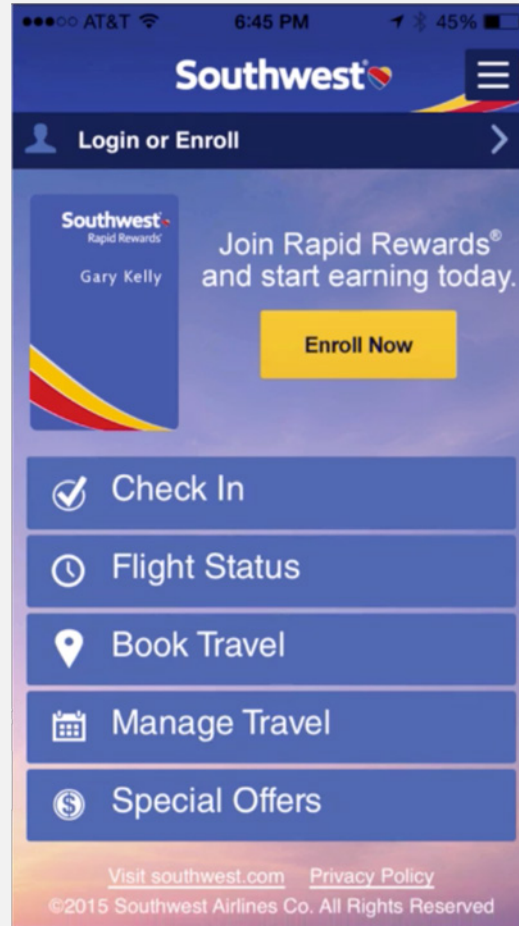 AT&T 6:45 PM 45%
Southwest®
Login or Enroll
Southwest®
Rapid Rewards®
Gary Kelly
Join Rapid Rewards®
and start earning today.
Enroll Now
Check In
Flight Status
Book Travel
Manage Travel
Special Offers
Visit southwest.com Privacy Policy
©2015 Southwest Airlines Co. All Rights Reserved